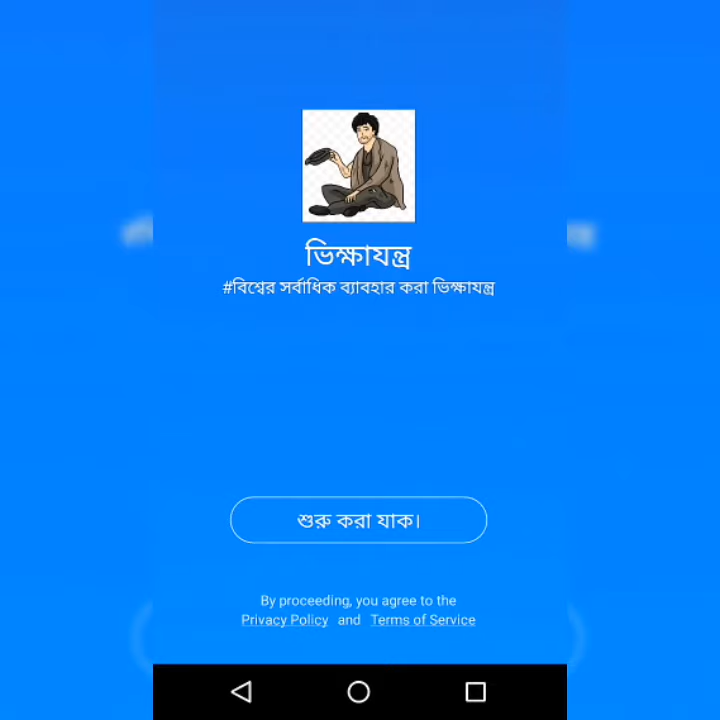 ভিক্ষাযন্ত্র
#বিশ্বের সর্বাধিক ব্যাবহার করা ভিক্ষাযন্ত্র
শুরু করা যাক।
By proceeding, you agree to the
Privacy Policy and Terms of Service